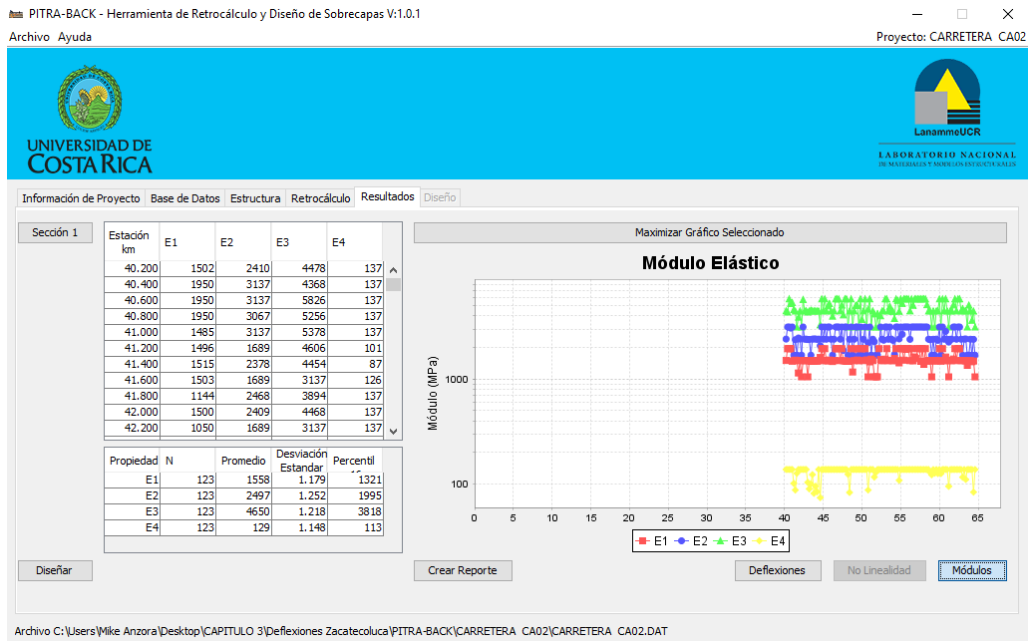 PITRA-BACK - Herramienta de Retrocálculo y Diseño de Sobrecapas V:1.0.1
Archivo Ayuda Proyecto: CARRETERA CA02
UNIVERSIDAD DE
COSTA RICA
LanammeUCR
LABORATORIO NACIONAL
DE MATERIALES Y MODELOS ESTRUCTURALES
Información de Proyecto Base de Datos Estructura Retrocálculo Resultados Diseño
Sección 1
Estación km E1 E2 E3 E4
40.200 1502 2410 4478 137
40.400 1950 3137 4368 137
40.600 1950 3137 5826 137
40.800 1950 3067 5256 137
41.000 1485 3137 5378 137
41.200 1496 1689 4606 101
41.400 1515 2378 4454 87
41.600 1503 1689 3137 126
41.800 1144 2468 3894 137
42.000 1500 2409 4468 137
42.200 1050 1689 3137 137
Propiedad N Promedio Desviación Estandar Percentil
E1 123 1558 1.179 1321
E2 123 2497 1.252 1995
E3 123 4650 1.218 3818
E4 123 129 1.148 113
Diseñar
Maximizar Gráfico Seleccionado
Módulo Elástico
Módulo (MPa)
1000
100
0 5 10 15 20 25 30 35 40 45 50 55 60 65
E1 E2 E3 E4
Crear Reporte Deflexiones No Linealidad Módulos
Archivo C:\Users\Mike Anzora\Desktop\CAPITULO 3\Deflexiones Zacatecoluca\PITRA-BACK\CARRETERA CA02\CARRETERA CA02.DAT